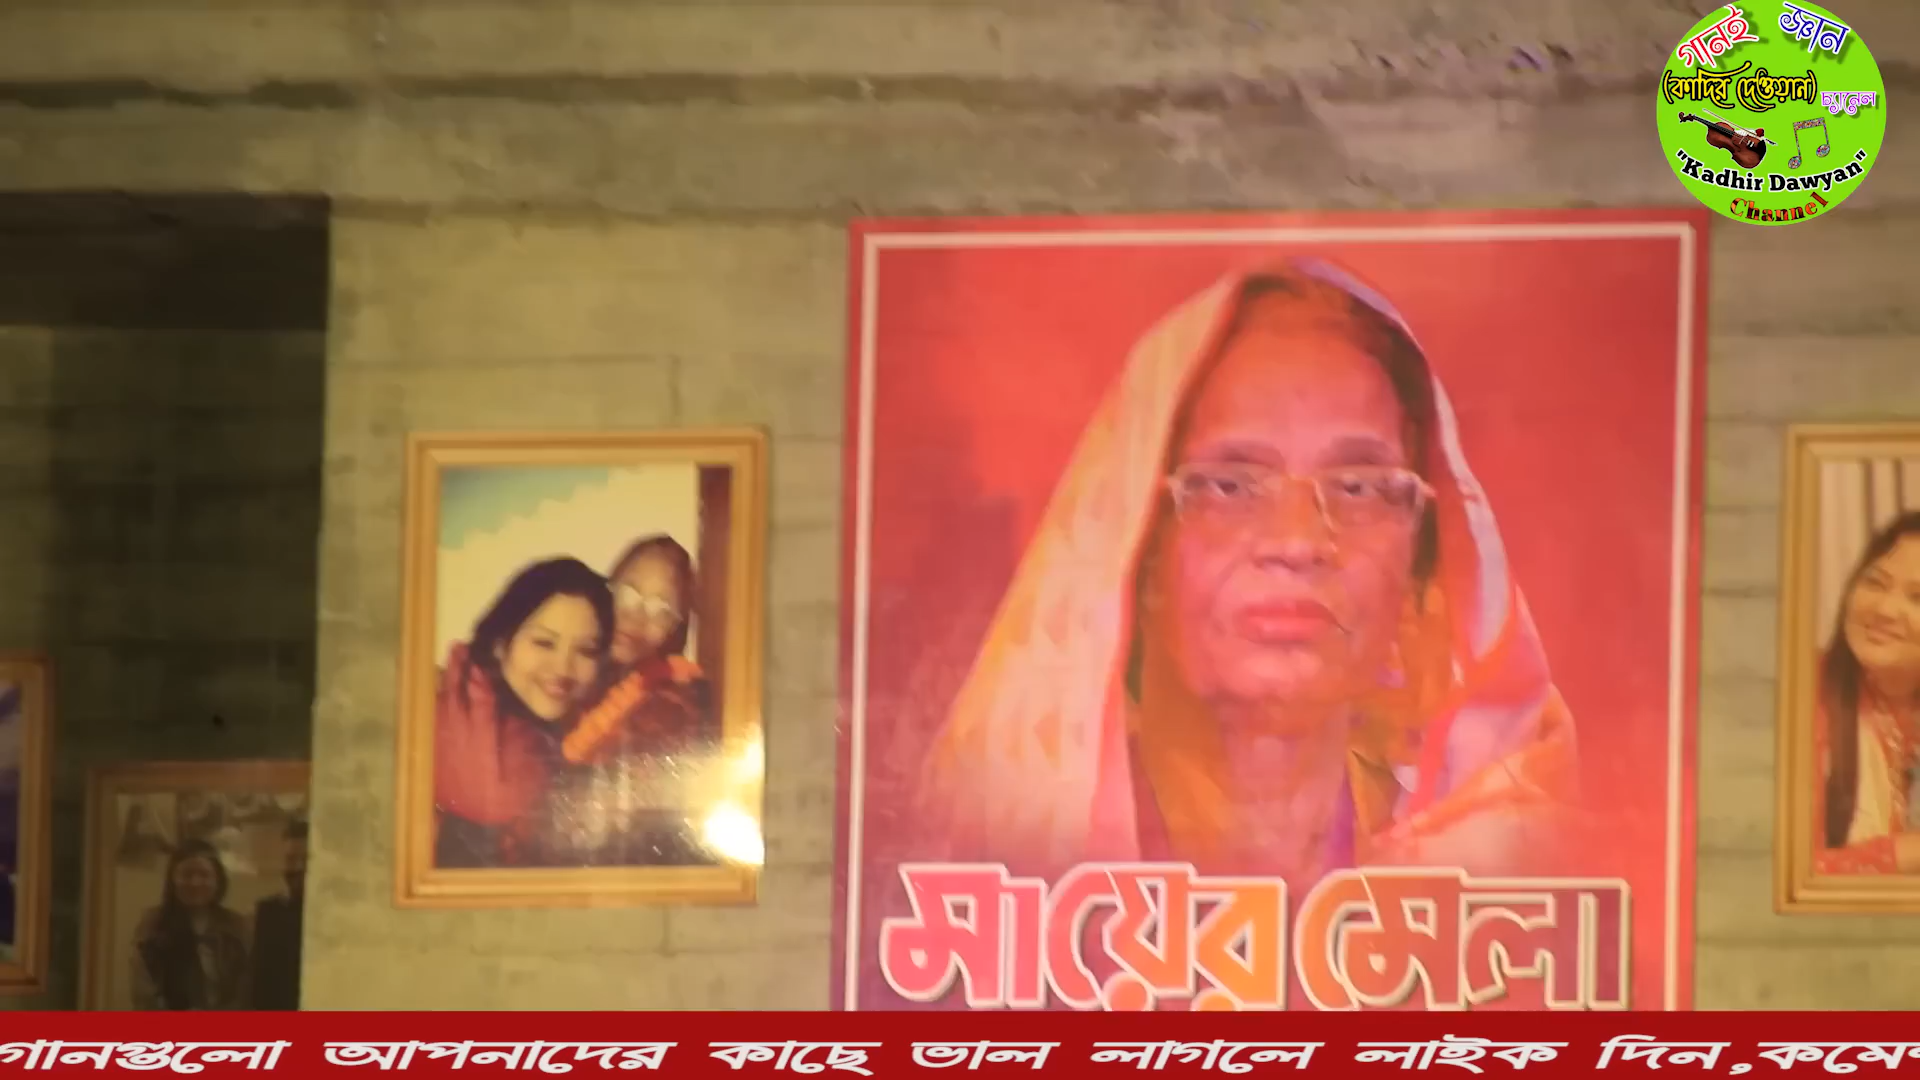 গানই জ্ঞান
(কাদির দেওয়ান)
চ্যানেল
"Kadhir Dawyan"
Channel
মায়ের মেলা
গানগুলো আপনাদের কাছে ভাল লাগলে লাইক দিন,